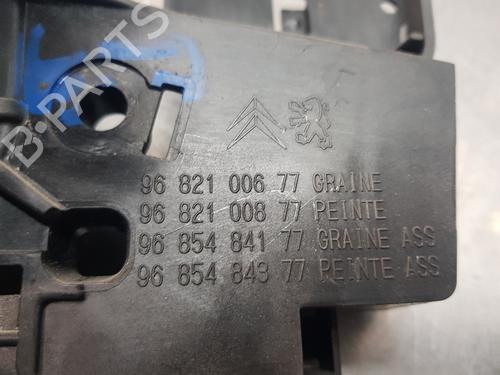 B-PARTS
96 821 006 77 GRAINE
96 821 008 77 PEINTE
96 854 841 77 GRAINE ASS
96 854 843 77 PEINTE ASS